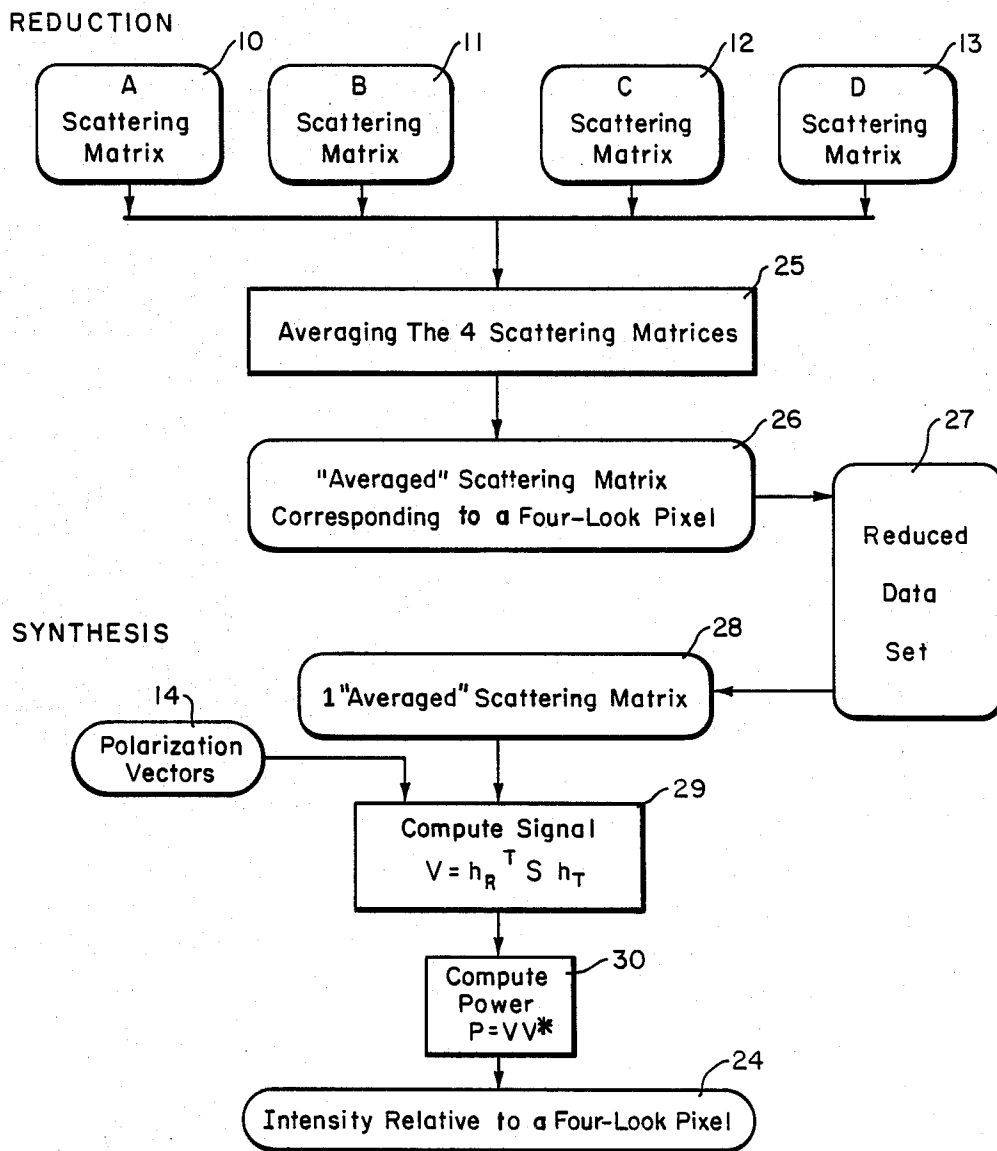 REDUCTION
10
11
12
13
A
Scattering
Matrix
B
Scattering
Matrix
C
Scattering
Matrix
D
Scattering
Matrix
25
Averaging The 4 Scattering Matrices
26
27
"Averaged" Scattering Matrix
Corresponding to a Four-Look Pixel
Reduced
Data
Set
SYNTHESIS
28
1 "Averaged" Scattering Matrix
14
Polarization
Vectors
29
Compute Signal
V = h_R^T S h_T
30
Compute
Power
P = VV*
24
Intensity Relative to a Four-Look Pixel